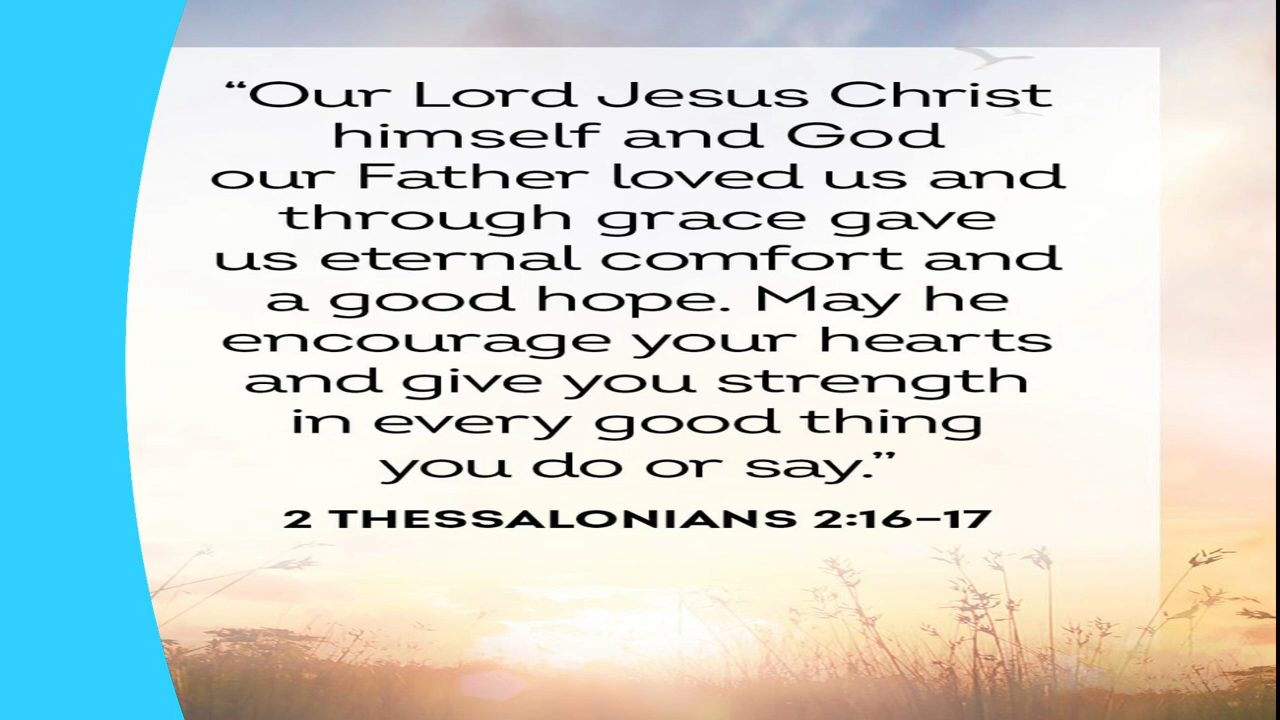 “Our Lord Jesus Christ
himself and God
our Father loved us and
through grace gave
us eternal comfort and
a good hope. May he
encourage your hearts
and give you strength
in every good thing
you do or say.”
2 THESSALONIANS 2:16–17